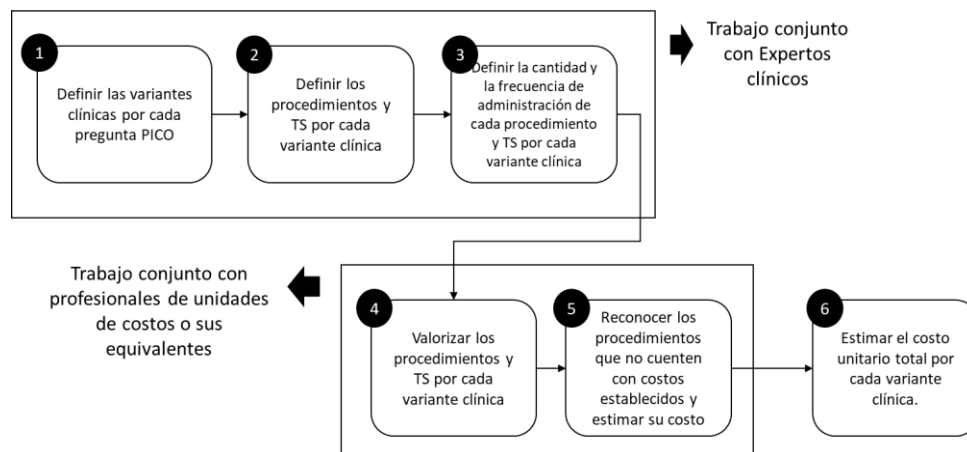 1
Definir las variantes
clínicas por cada
pregunta PICO
2
Definir los
procedimientos y
TS por cada
variante clínica
3
Definir la cantidad y
la frecuencia de
administración de
cada procedimiento
y TS por cada
variante clínica
Trabajo conjunto
con Expertos
clínicos
Trabajo conjunto con
profesionales de unidades
de costos o sus
equivalentes
4
Valorizar los
procedimientos y
TS por cada
variante clínica
5
Reconocer los
procedimientos
que no cuenten
con costos
establecidos y
estimar su costo
6
Estimar el costo
unitario total por
cada variante
clínica.